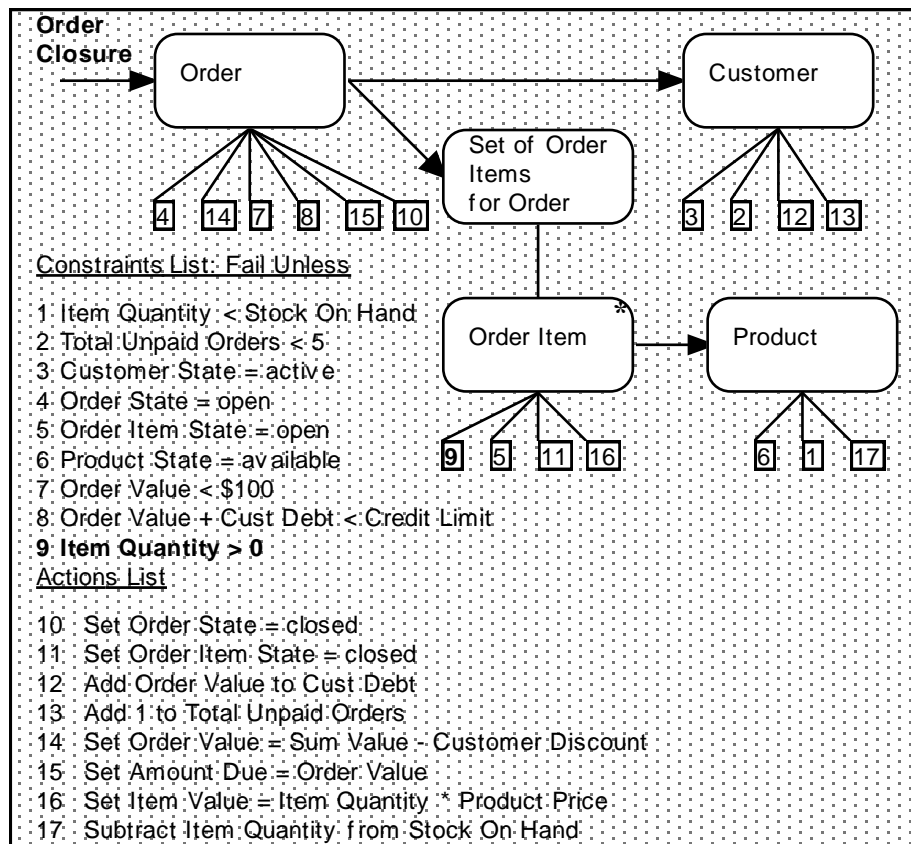 Order
Closure
Order
Customer
Set of Order
Items
for Order
4 14 7 8 15 10
3 2 12 13
Constraints List: Fail Unless
1 Item Quantity < Stock On Hand
2 Total Unpaid Orders < 5
3 Customer State = active
4 Order State = open
5 Order Item State = open
6 Product State = available
7 Order Value < $100
8 Order Value + Cust Debt < Credit Limit
9 Item Quantity > 0
Order Item *
Product
9 5 11 16
6 1 17
Actions List
10 Set Order State = closed
11 Set Order Item State = closed
12 Add Order Value to Cust Debt
13 Add 1 to Total Unpaid Orders
14 Set Order Value = Sum Value - Customer Discount
15 Set Amount Due = Order Value
16 Set Item Value = Item Quantity * Product Price
17 Subtract Item Quantity from Stock On Hand